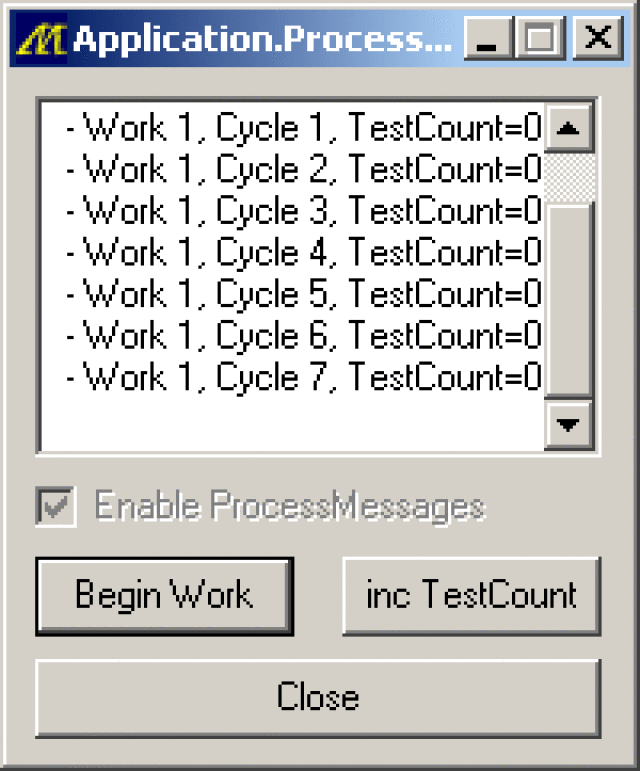 Application.Process...
- Work 1, Cycle 1, TestCount=0
- Work 1, Cycle 2, TestCount=0
- Work 1, Cycle 3, TestCount=0
- Work 1, Cycle 4, TestCount=0
- Work 1, Cycle 5, TestCount=0
- Work 1, Cycle 6, TestCount=0
- Work 1, Cycle 7, TestCount=0
Enable ProcessMessages
Begin Work
inc TestCount
Close